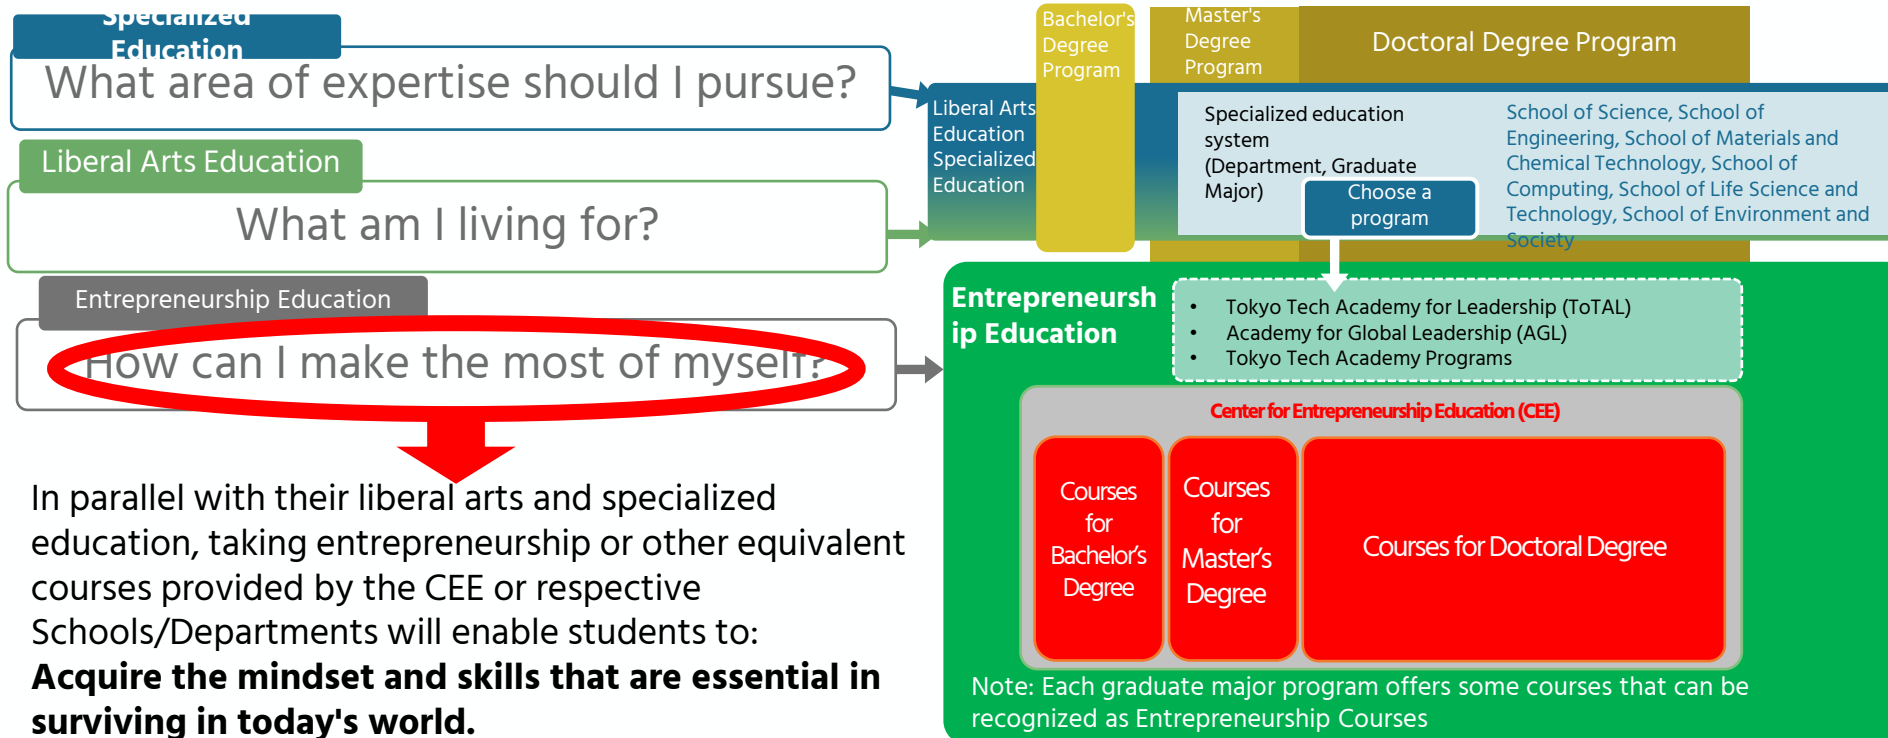 Specialized
Education
What area of expertise should I pursue?
Liberal Arts Education
What am I living for?
Entrepreneurship Education
How can I make the most of myself?
In parallel with their liberal arts and specialized
education, taking entrepreneurship or other equivalent
courses provided by the CEE or respective
Schools/Departments will enable students to:
Acquire the mindset and skills that are essential in
surviving in today's world.
Bachelor's
Degree
Program
Master's
Degree
Program
Doctoral Degree Program
Liberal Arts
Education
Specialized
Education
Specialized education
system
(Department, Graduate
Major)
School of Science, School of
Engineering, School of Materials and
Chemical Technology, School of
Computing, School of Life Science and
Technology, School of Environment and
Society
Choose a
program
Entrepreneursh
ip Education
• Tokyo Tech Academy for Leadership (ToTAL)
• Academy for Global Leadership (AGL)
• Tokyo Tech Academy Programs
Center for Entrepreneurship Education (CEE)
Courses
for
Bachelor's
Degree
Courses
for
Master's
Degree
Courses for Doctoral Degree
Note: Each graduate major program offers some courses that can be
recognized as Entrepreneurship Courses